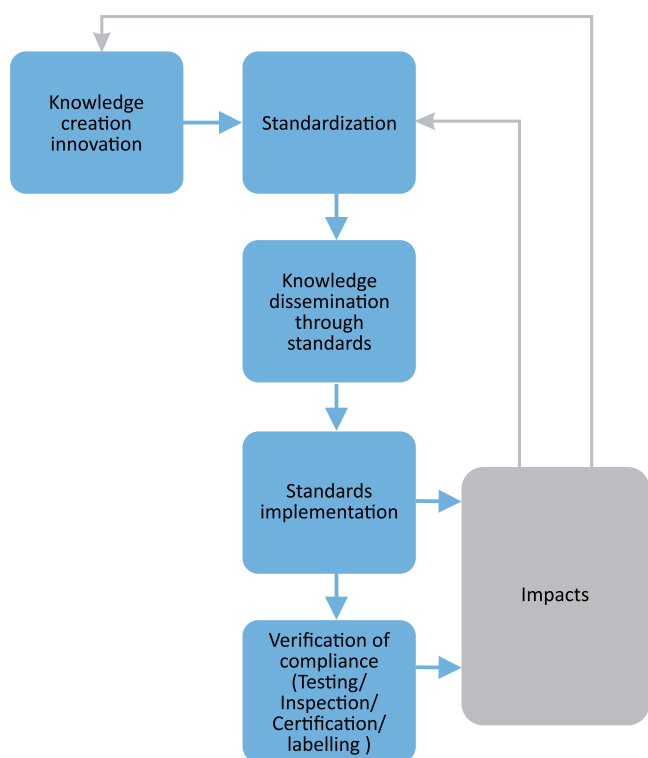 Knowledge
creation
innovation
Standardization
Knowledge
dissemination
through
standards
Standards
implementation
Impacts
Verification of
compliance
(Testing/
Inspection/
Certification/
labelling )